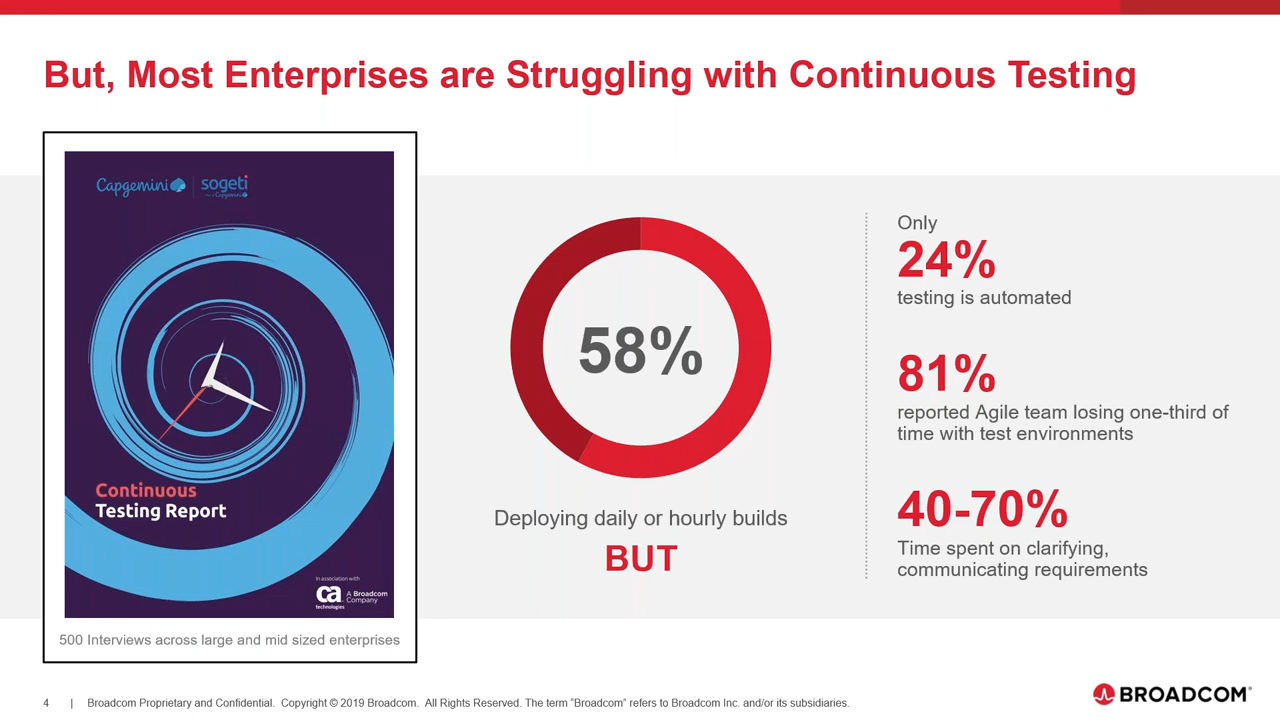 But, Most Enterprises are Struggling with Continuous Testing
Capgemini
sogeti
Continuous
Testing Report
In association with
ca
technologies
A Broadcom
Company
500 Interviews across large and mid sized enterprises
58%
Deploying daily or hourly builds
BUT
Only
24%
testing is automated
81%
reported Agile team losing one-third of
time with test environments
40-70%
Time spent on clarifying,
communicating requirements
4 | Broadcom Proprietary and Confidential. Copyright © 2019 Broadcom. All Rights Reserved. The term "Broadcom" refers to Broadcom Inc. and/or its subsidiaries.
BROADCOM®